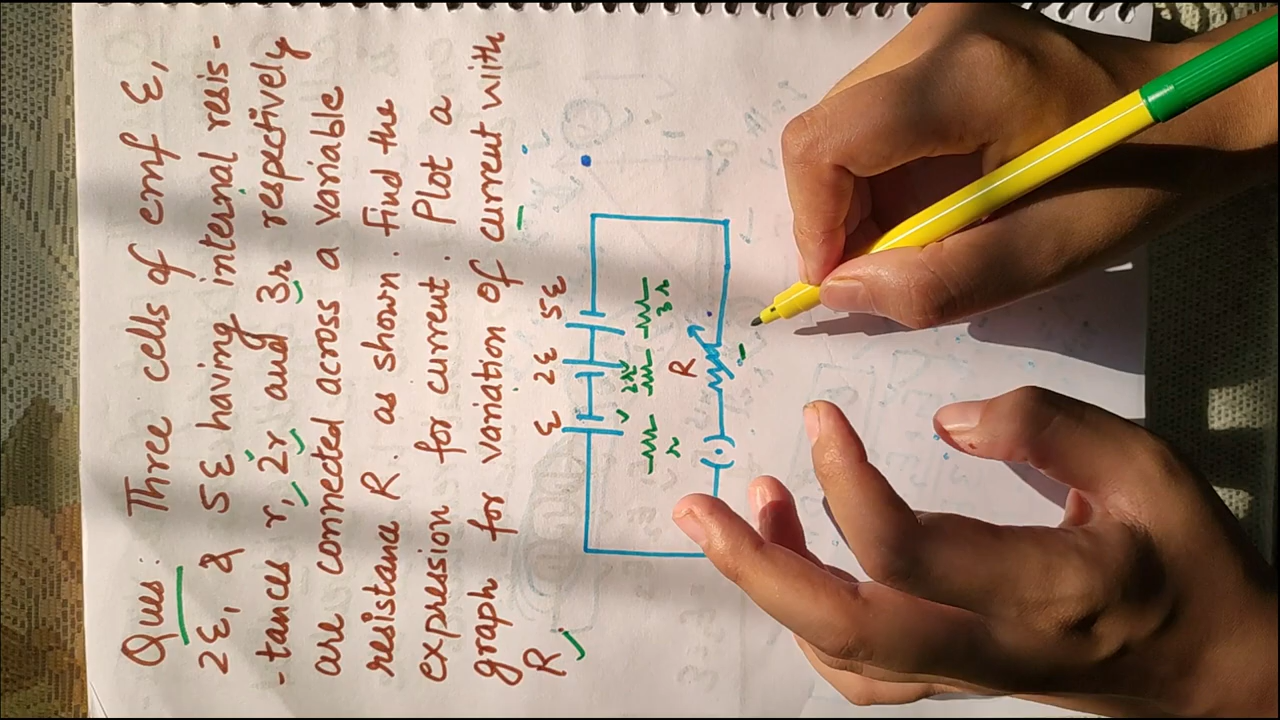 Ques: Three cells of emf ε,
2ε, & 5ε having internal resis-
-tances r, 2r and 3r respectively
are connected across a variable
resistance R. as shown. find the
expression for current. Plot a
graph for variation of current with
R
ε 2ε 5ε
r 2r 3r
R